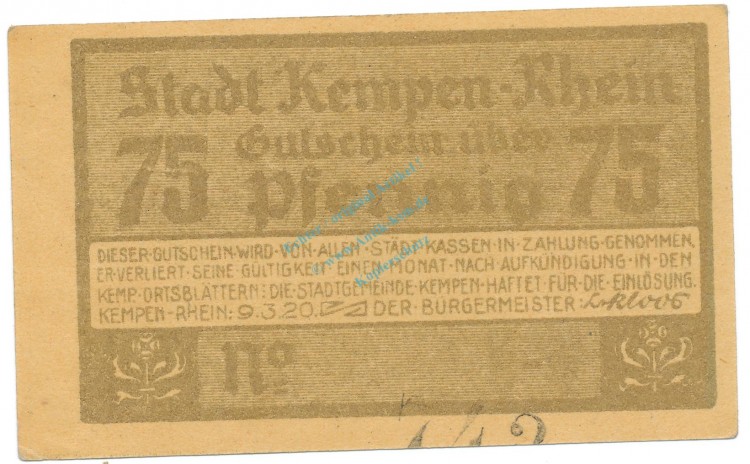 Stadt Kempen-Rhein
75 Gutschein über 75
Pfennig
DIESER·GUTSCHEIN·WIRD·VON·ALLEN·STÄDT·KASSEN·IN·ZAHLUNG·GENOMMEN,
ER·VERLIERT·SEINE·GÜLTIGKEIT·EINEN·MONAT·NACH·AUFKÜNDIGUNG·IN·DEN
KEMP·ORTSBLÄTTERN: DIE·STADTGEMEINDE·KEMPEN·HAFTET·FÜR·DIE·EINLÖSUNG.
KEMPEN-RHEIN: 9.3.20. DER·BÜRGERMEISTER:
No